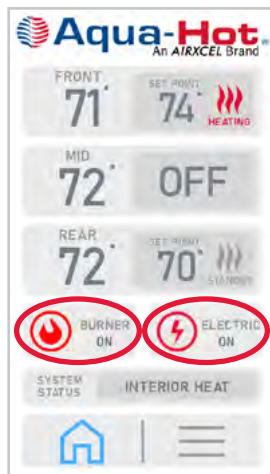 Aqua-Hot.
An AIRXCEL Brand
FRONT
71°
SET POINT
74°
HEATING
MID
72°
OFF
REAR
72°
SET POINT
70°
STANDBY
BURNER
ON
ELECTRIC
ON
SYSTEM
STATUS
INTERIOR HEAT